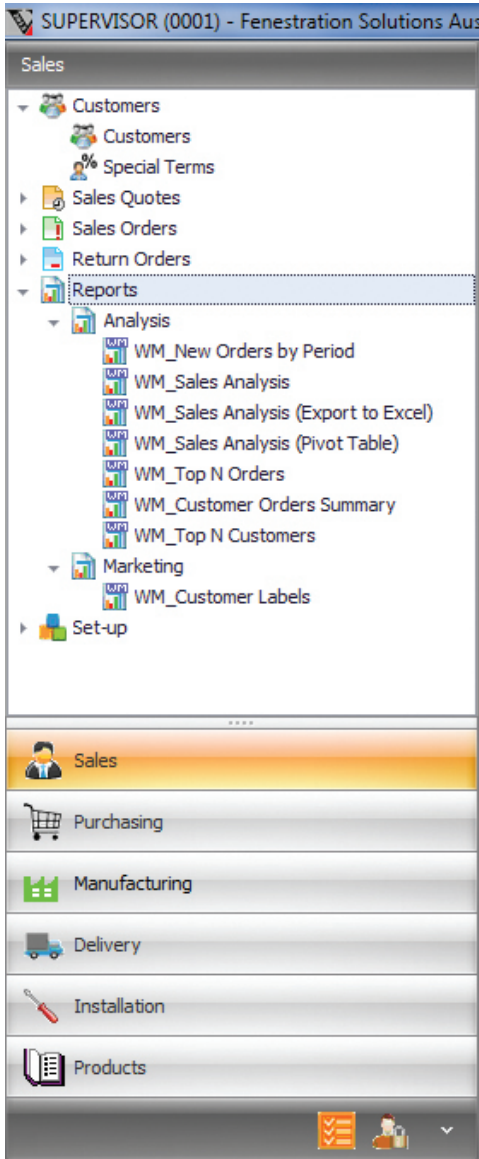 SUPERVISOR (0001) - Fenestration Solutions Aus
Sales
Customers
Customers
Special Terms
Sales Quotes
Sales Orders
Return Orders
Reports
Analysis
WM_New Orders by Period
WM_Sales Analysis
WM_Sales Analysis (Export to Excel)
WM_Sales Analysis (Pivot Table)
WM_Top N Orders
WM_Customer Orders Summary
WM_Top N Customers
Marketing
WM_Customer Labels
Set-up
Sales
Purchasing
Manufacturing
Delivery
Installation
Products